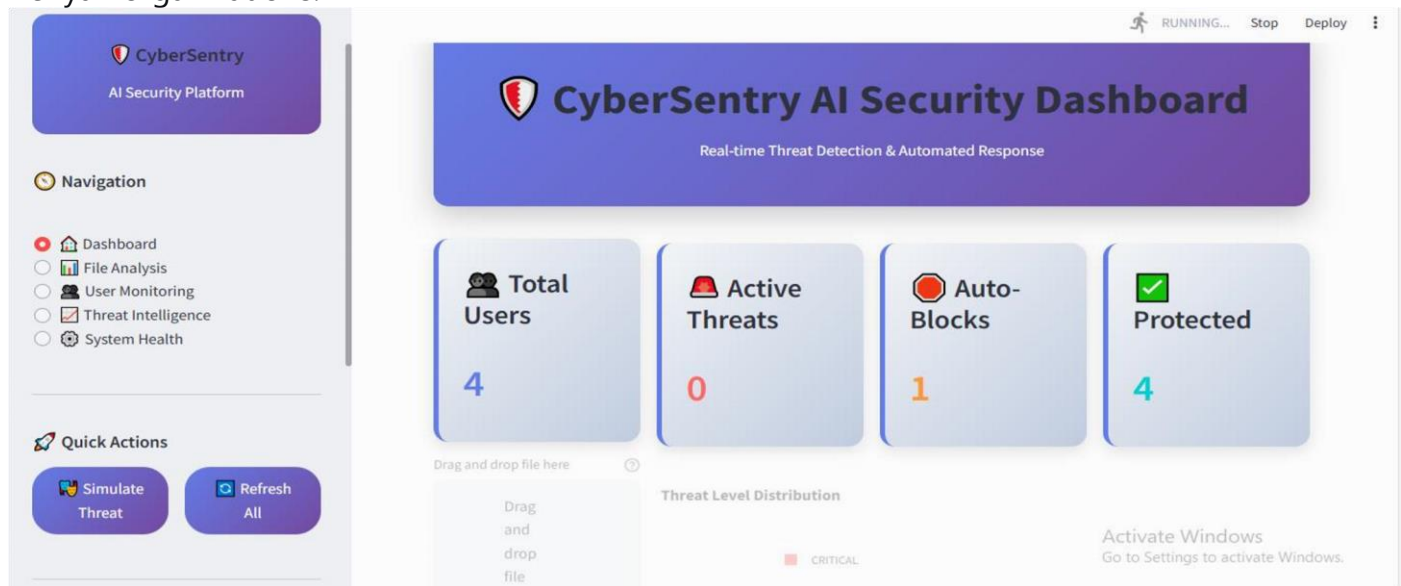 RUNNING...
Stop
Deploy
CyberSentry
AI Security Platform
Navigation
Dashboard
File Analysis
User Monitoring
Threat Intelligence
System Health
Quick Actions
Simulate
Threat
Refresh
All
CyberSentry AI Security Dashboard
Real-time Threat Detection & Automated Response
Total
Users
4
Active
Threats
0
Auto-
Blocks
1
Protected
4
Drag and drop file here
Drag
and
drop
file
Threat Level Distribution
CRITICAL
Activate Windows
Go to Settings to activate Windows.